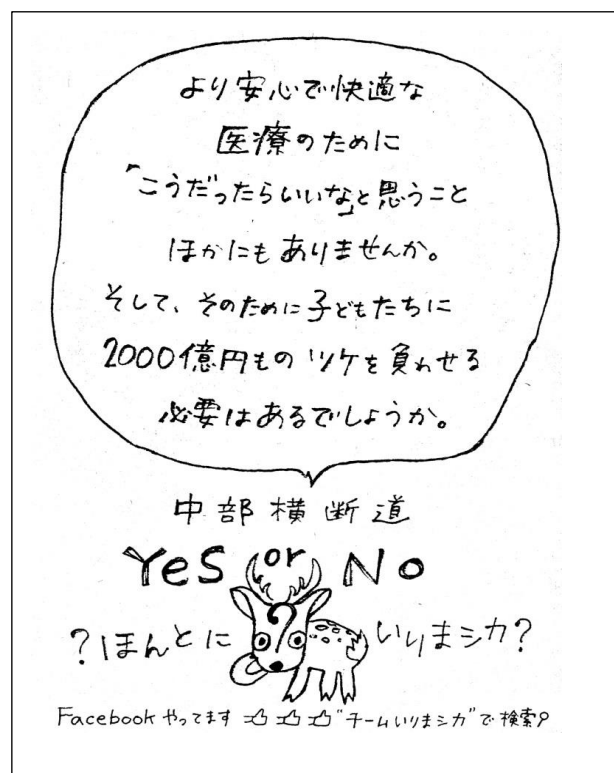 より安心で快適な
医療のために
「こうだったらいいな」と思うこと
ほかにもありませんか。
そして、そのために子どもたちに
2000億円ものツケを負わせる
必要はあるでしょうか。
中部横断道
Yes or No
?
?ほんとに いりまシカ?
Facebookやってます "チームいりまシカ"で検索